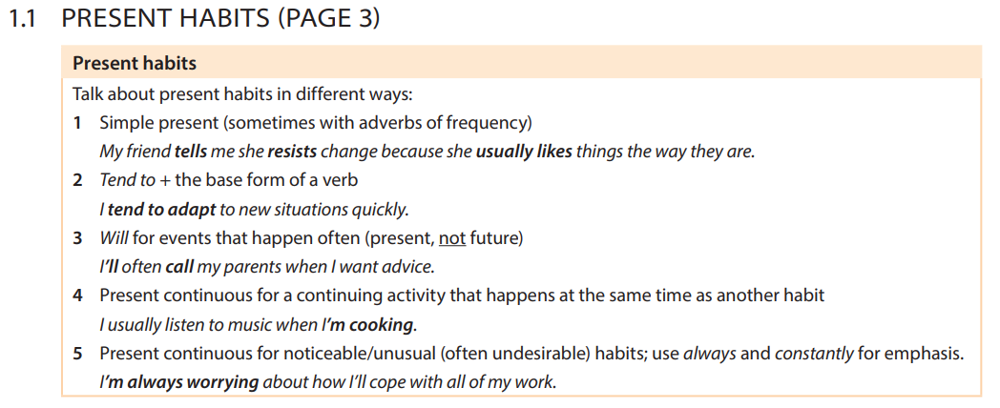 1.1 PRESENT HABITS (PAGE 3)
Present habits
Talk about present habits in different ways:
1 Simple present (sometimes with adverbs of frequency)
My friend tells me she resists change because she usually likes things the way they are.
2 Tend to + the base form of a verb
I tend to adapt to new situations quickly.
3 Will for events that happen often (present, not future)
I'll often call my parents when I want advice.
4 Present continuous for a continuing activity that happens at the same time as another habit
I usually listen to music when I'm cooking.
5 Present continuous for noticeable/unusual (often undesirable) habits; use always and constantly for emphasis.
I'm always worrying about how I'll cope with all of my work.